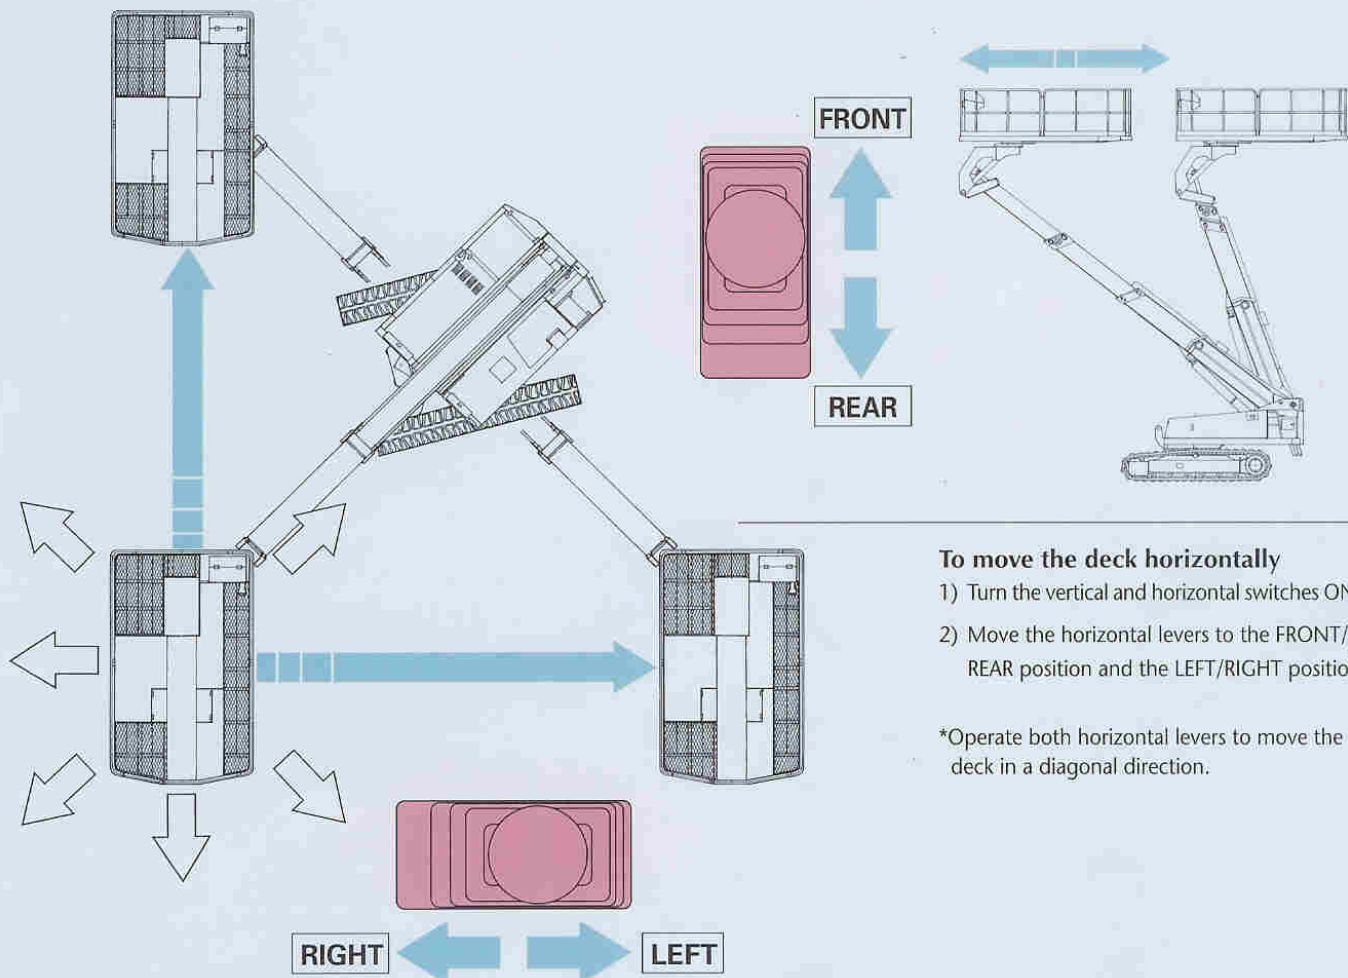 FRONT
REAR
To move the deck horizontally
1) Turn the vertical and horizontal switches ON
2) Move the horizontal levers to the FRONT/
REAR position and the LEFT/RIGHT positio
*Operate both horizontal levers to move the
deck in a diagonal direction.
RIGHT
LEFT